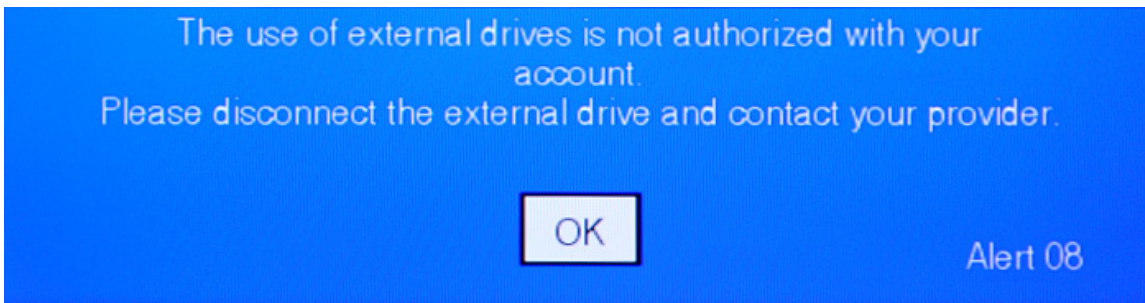 The use of external drives is not authorized with your
account.
Please disconnect the external drive and contact your provider.
OK
Alert 08